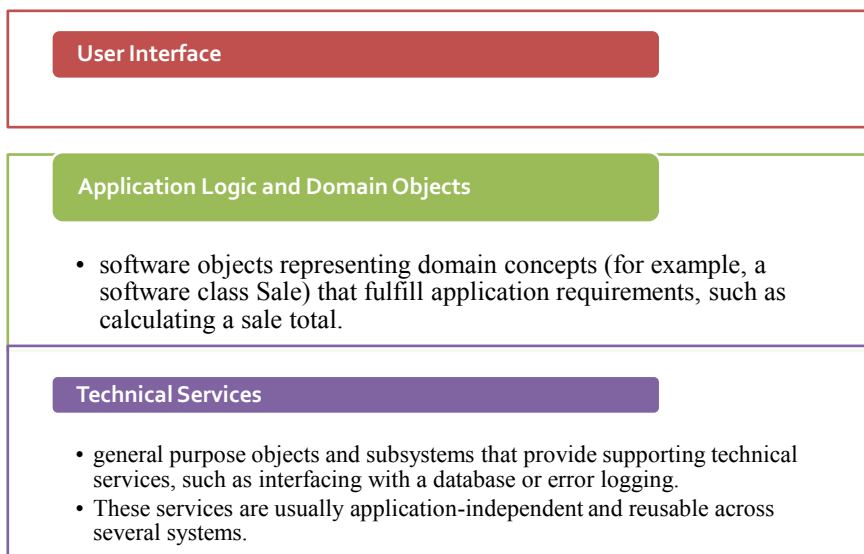 User Interface
Application Logic and Domain Objects
• software objects representing domain concepts (for example, a
software class Sale) that fulfill application requirements, such as
calculating a sale total.
Technical Services
• general purpose objects and subsystems that provide supporting technical
services, such as interfacing with a database or error logging.
• These services are usually application-independent and reusable across
several systems.